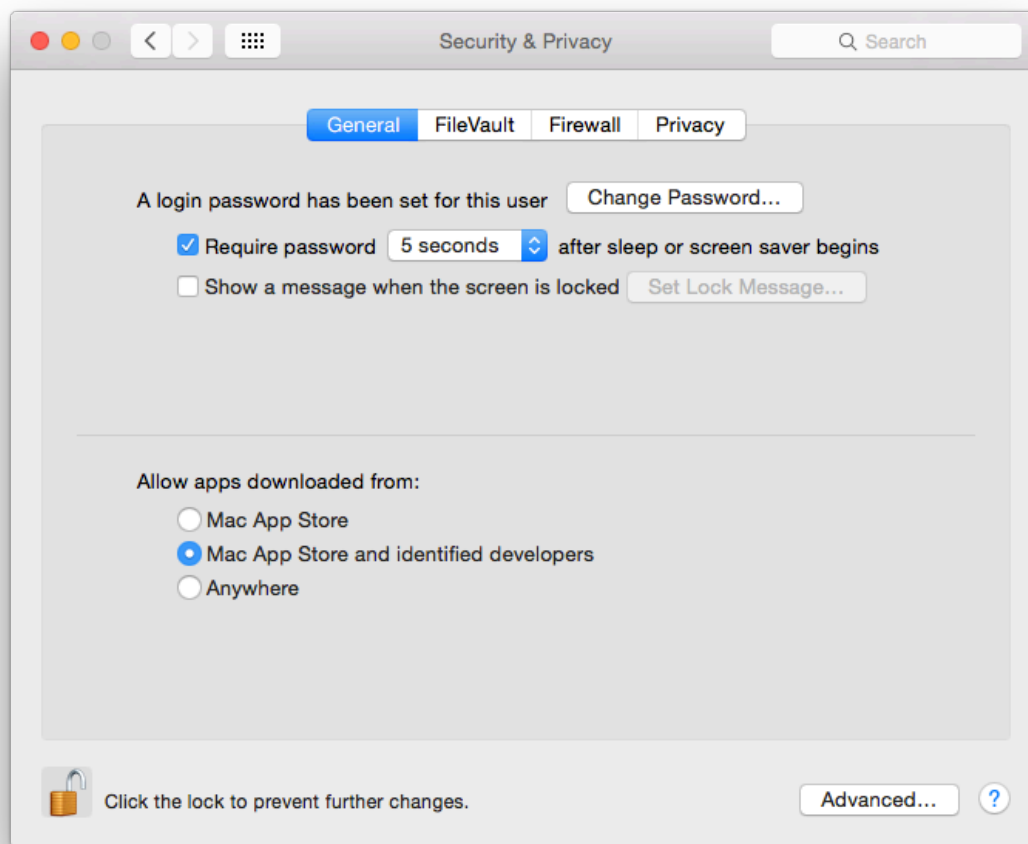 Security & Privacy
Search
General FileVault Firewall Privacy
A login password has been set for this user Change Password...
Require password 5 seconds after sleep or screen saver begins
Show a message when the screen is locked Set Lock Message...
Allow apps downloaded from:
Mac App Store
Mac App Store and identified developers
Anywhere
Click the lock to prevent further changes. Advanced... ?